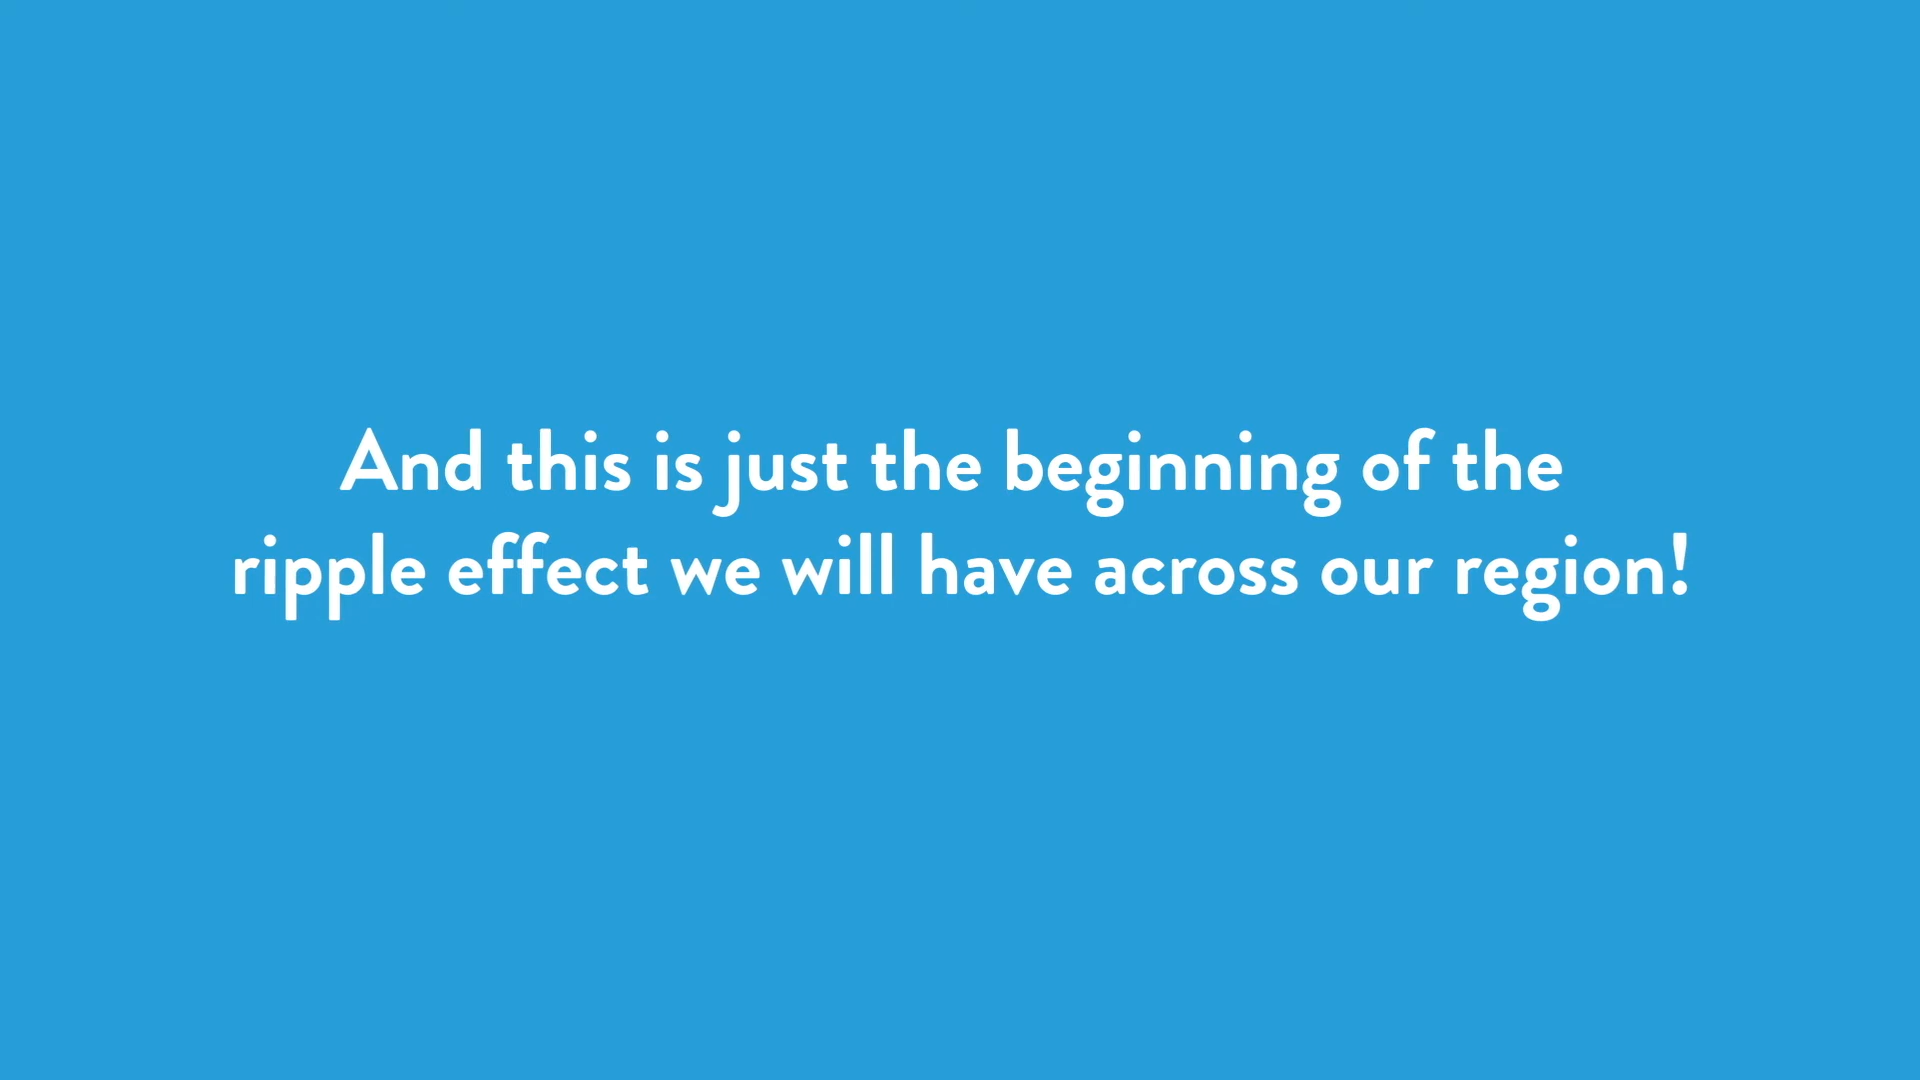 And this is just the beginning of the
ripple effect we will have across our region!